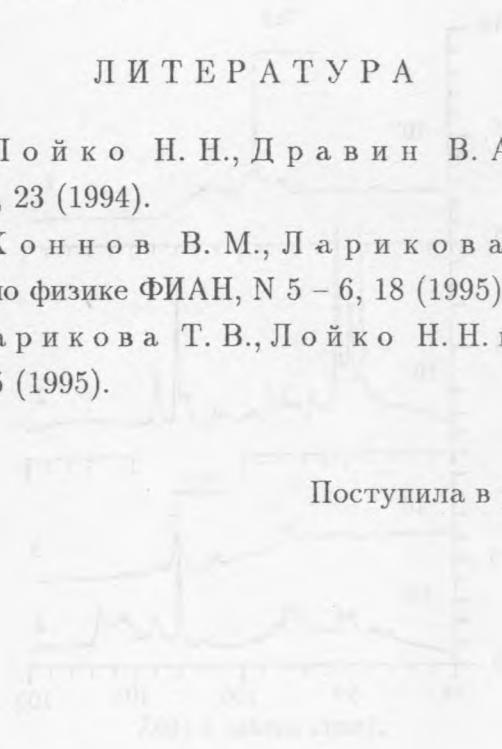 ЛИТЕРАТУРА
Лойко Н. Н., Дравин В. А
, 23 (1994).
Коннов В. М., Ларикова
по физике ФИАН, N 5 – 6, 18 (1995)
арикова Т. В., Лойко Н. Н. и
5 (1995).
Поступила в